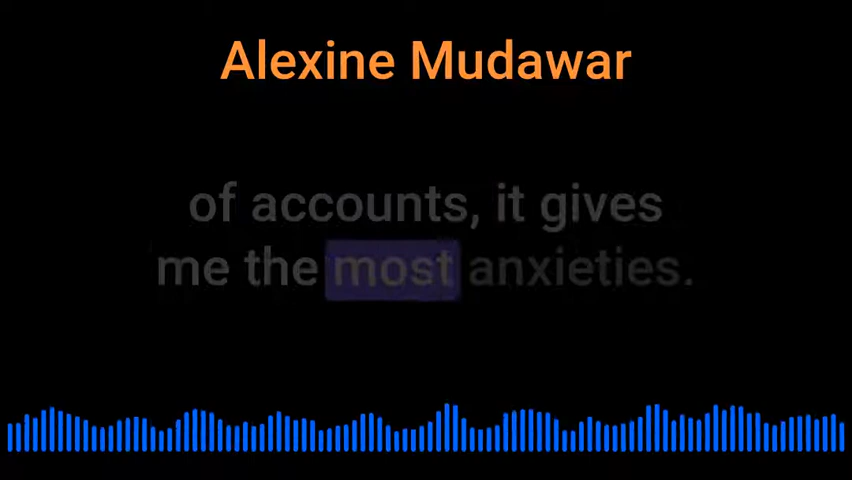 Alexine Mudawar
of accounts, it gives
me the most anxieties.